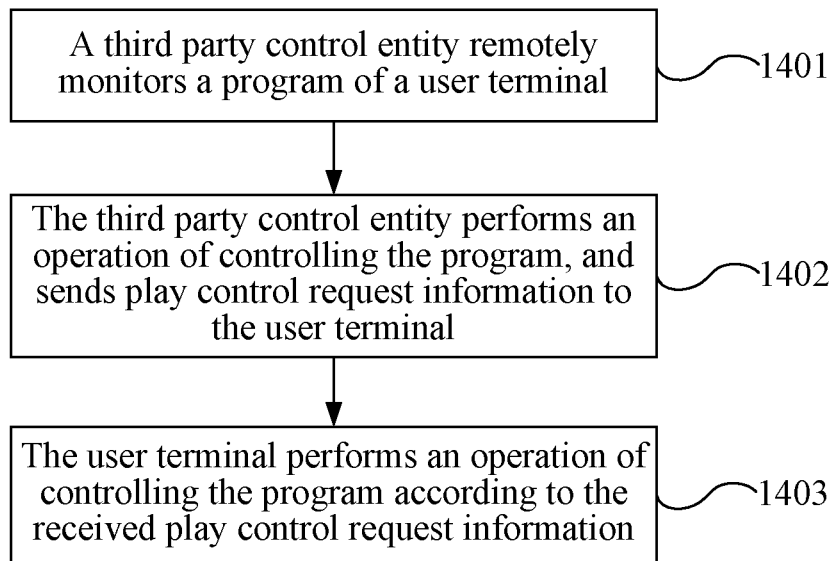 A third party control entity remotely
monitors a program of a user terminal
1401
The third party control entity performs an
operation of controlling the program, and
sends play control request information to
the user terminal
1402
The user terminal performs an operation of
controlling the program according to the
received play control request information
1403